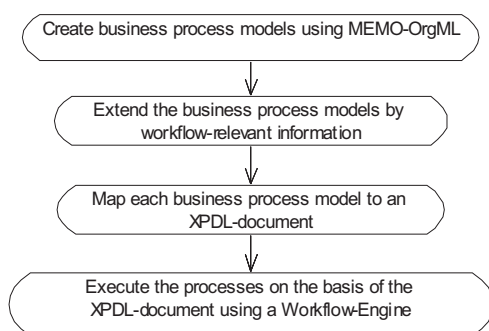 Create business process models using MEMO-OrgML
Extend the business process models by
workflow-relevant information
Map each business process model to an
XPDL-document
Execute the processes on the basis of the
XPDL-document using a Workflow-Engine